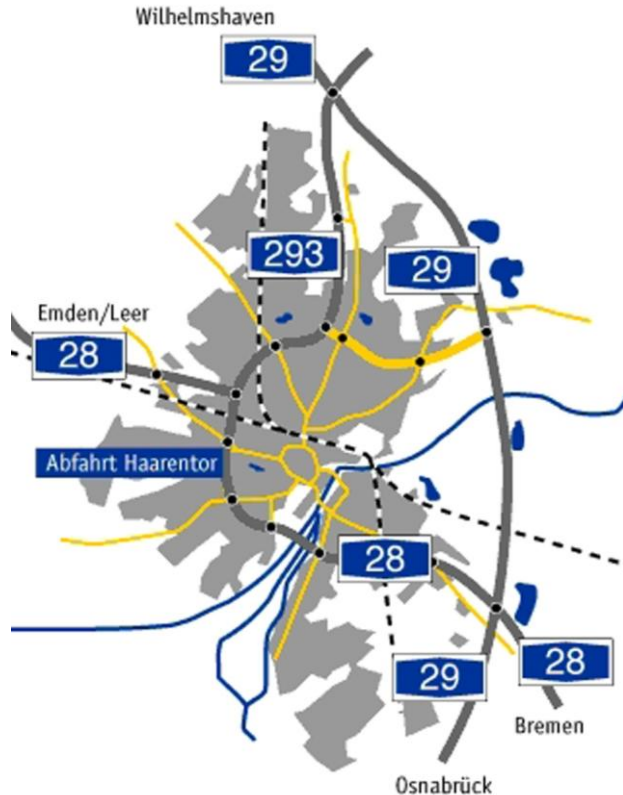 Wilhelmshaven
29
293
29
Emden/Leer
28
Abfahrt Haarentor
28
28
29
Bremen
Osnabrück